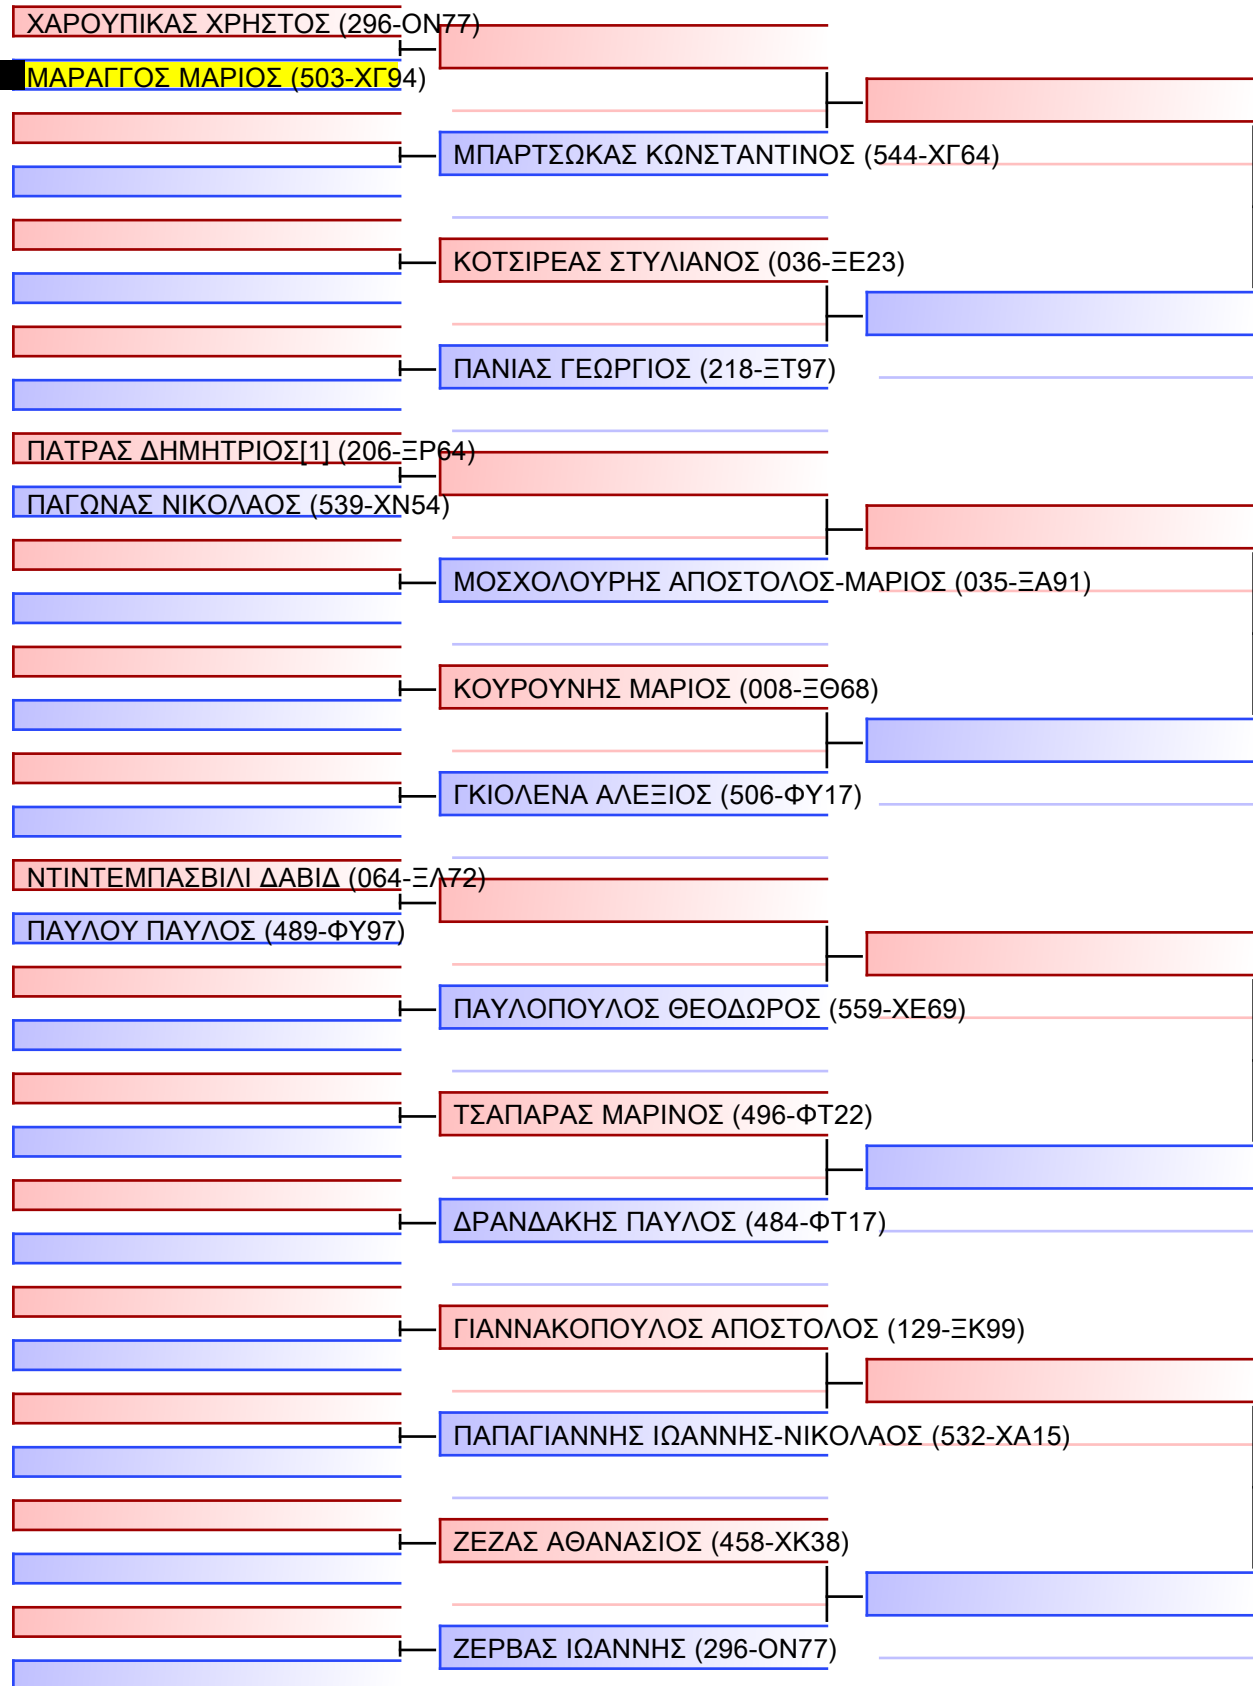 ΧΑΡΟΥΠΙΚΑΣ ΧΡΗΣΤΟΣ (296-ΟΝ77)
ΜΑΡΑΓΓΟΣ ΜΑΡΙΟΣ (503-ΧΓ94)
ΜΠΑΡΤΣΩΚΑΣ ΚΩΝΣΤΑΝΤΙΝΟΣ (544-ΧΓ64)
ΚΟΤΣΙΡΕΑΣ ΣΤΥΛΙΑΝΟΣ (036-ΞΕ23)
ΠΑΝΙΑΣ ΓΕΩΡΓΙΟΣ (218-ΞΤ97)
ΠΑΤΡΑΣ ΔΗΜΗΤΡΙΟΣ[1] (206-ΞΡ64)
ΠΑΓΩΝΑΣ ΝΙΚΟΛΑΟΣ (539-ΧΝ54)
ΜΟΣΧΟΛΟΥΡΗΣ ΑΠΟΣΤΟΛΟΣ-ΜΑΡΙΟΣ (035-ΞΑ91)
ΚΟΥΡΟΥΝΗΣ ΜΑΡΙΟΣ (008-ΞΘ68)
ΓΚΙΟΛΕΝΑ ΑΛΕΞΙΟΣ (506-ΦΥ17)
ΝΤΙΝΤΕΜΠΑΣΒΙΛΙ ΔΑΒΙΔ (064-ΞΛ72)
ΠΑΥΛΟΥ ΠΑΥΛΟΣ (489-ΦΥ97)
ΠΑΥΛΟΠΟΥΛΟΣ ΘΕΟΔΩΡΟΣ (559-ΧΕ69)
ΤΣΑΠΑΡΑΣ ΜΑΡΙΝΟΣ (496-ΦΤ22)
ΔΡΑΝΔΑΚΗΣ ΠΑΥΛΟΣ (484-ΦΤ17)
ΓΙΑΝΝΑΚΟΠΟΥΛΟΣ ΑΠΟΣΤΟΛΟΣ (129-ΞΚ99)
ΠΑΠΑΓΙΑΝΝΗΣ ΙΩΑΝΝΗΣ-ΝΙΚΟΛΑΟΣ (532-ΧΑ15)
ΖΕΖΑΣ ΑΘΑΝΑΣΙΟΣ (458-ΧΚ38)
ΖΕΡΒΑΣ ΙΩΑΝΝΗΣ (296-ΟΝ77)